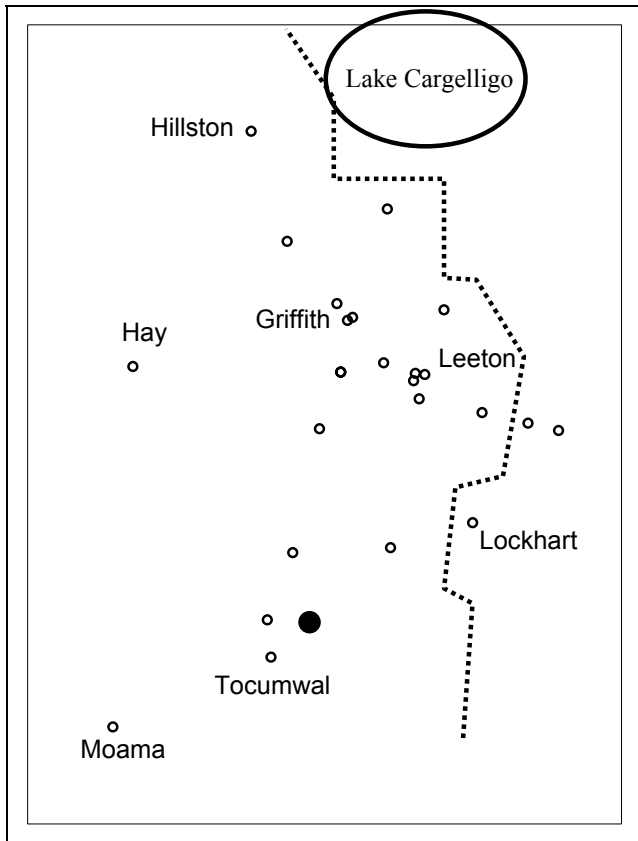 Lake Cargelligo
Hillston
Griffith
Hay
Leeton
Lockhart
Tocumwal
Moama